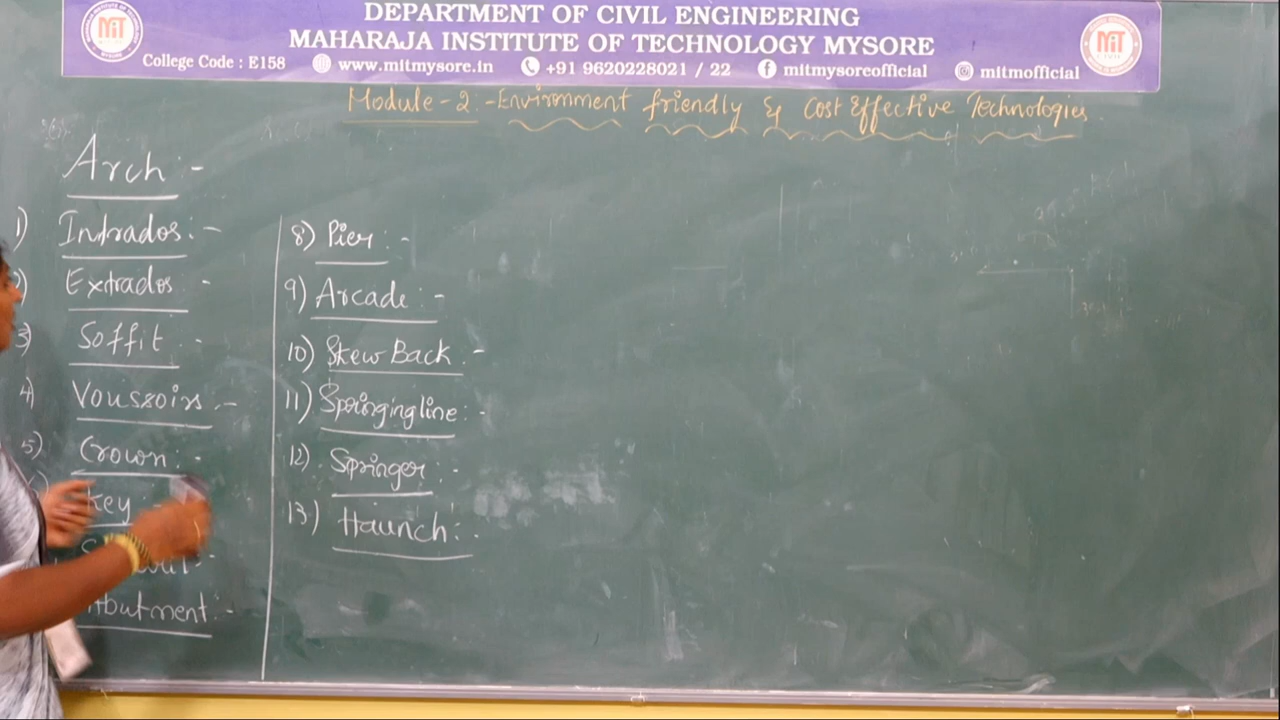 DEPARTMENT OF CIVIL ENGINEERING
MAHARAJA INSTITUTE OF TECHNOLOGY MYSORE
College Code : E158 www.mitmysore.in +91 9620228021 / 22 mitmysoreofficial mitmofficial
Module-2:-Environment friendly & Cost Effective Technologies
Arch:-
1) Intrados:-
2) Extrados -
3) Soffit:-
4) Voussoirs:-
5) Crown:-
Key:-
Abutment:-
8) Pier:-
9) Arcade:-
10) Skew Back:-
11) Springing line:-
12) Springer:-
13) Haunch:-